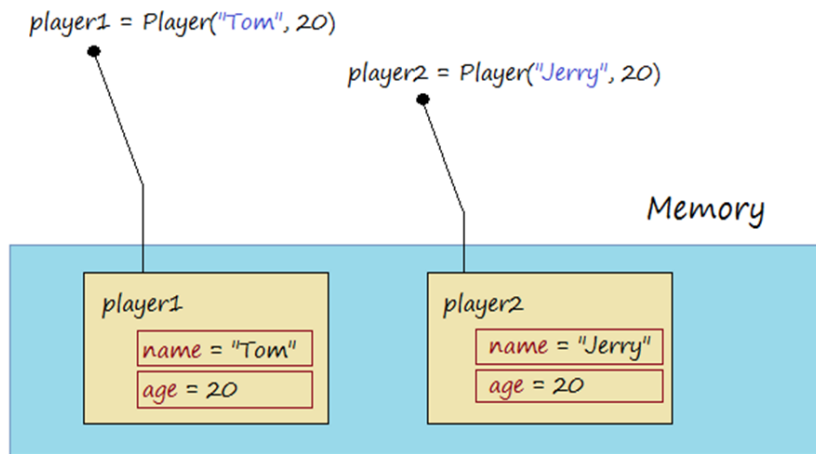 player1 = Player("Tom", 20)
player2 = Player("Jerry", 20)
Memory
player1
name = "Tom"
age = 20
player2
name = "Jerry"
age = 20